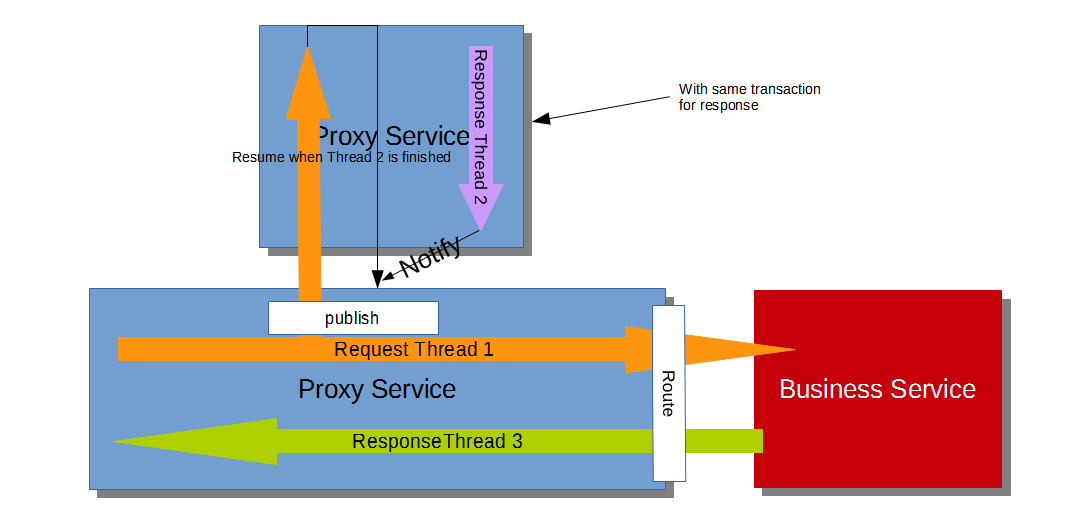 With same transaction
for response
Response Thread 2
Proxy Service
Resume when Thread 2 is finished
Notify
publish
Request Thread 1
Route
Proxy Service
Business Service
ResponseThread 3